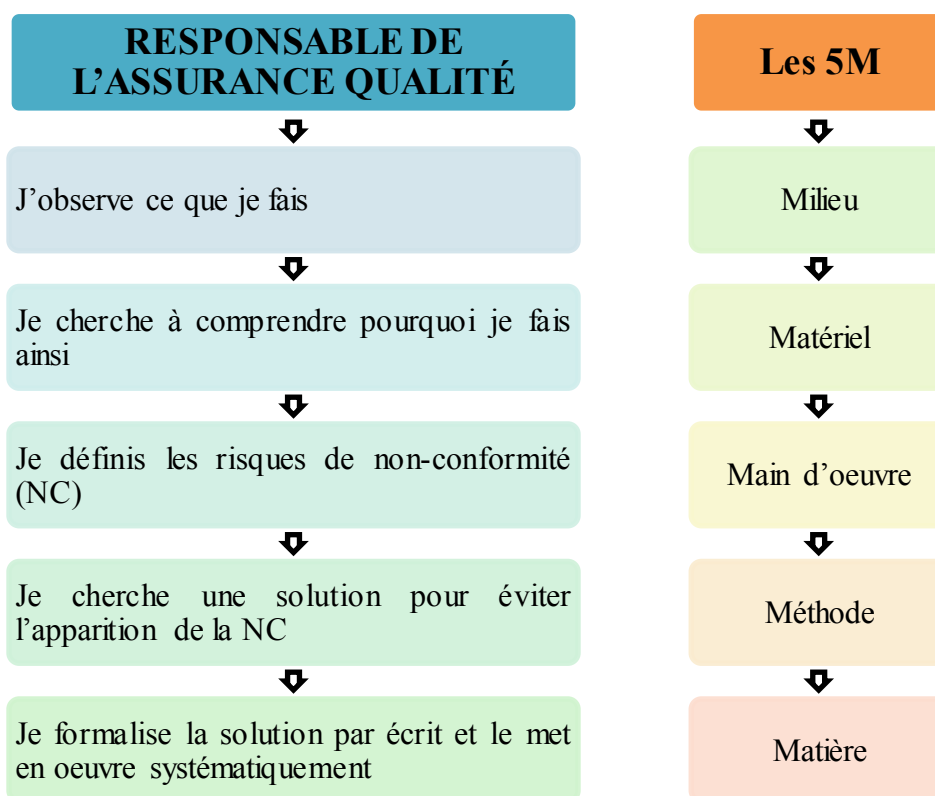 RESPONSABLE DE
L’ASSURANCE QUALITÉ
J’observe ce que je fais
Je cherche à comprendre pourquoi je fais
ainsi
Je définis les risques de non-conformité
(NC)
Je cherche une solution pour éviter
l’apparition de la NC
Je formalise la solution par écrit et le met
en oeuvre systématiquement
Les 5M
Milieu
Matériel
Main d’oeuvre
Méthode
Matière